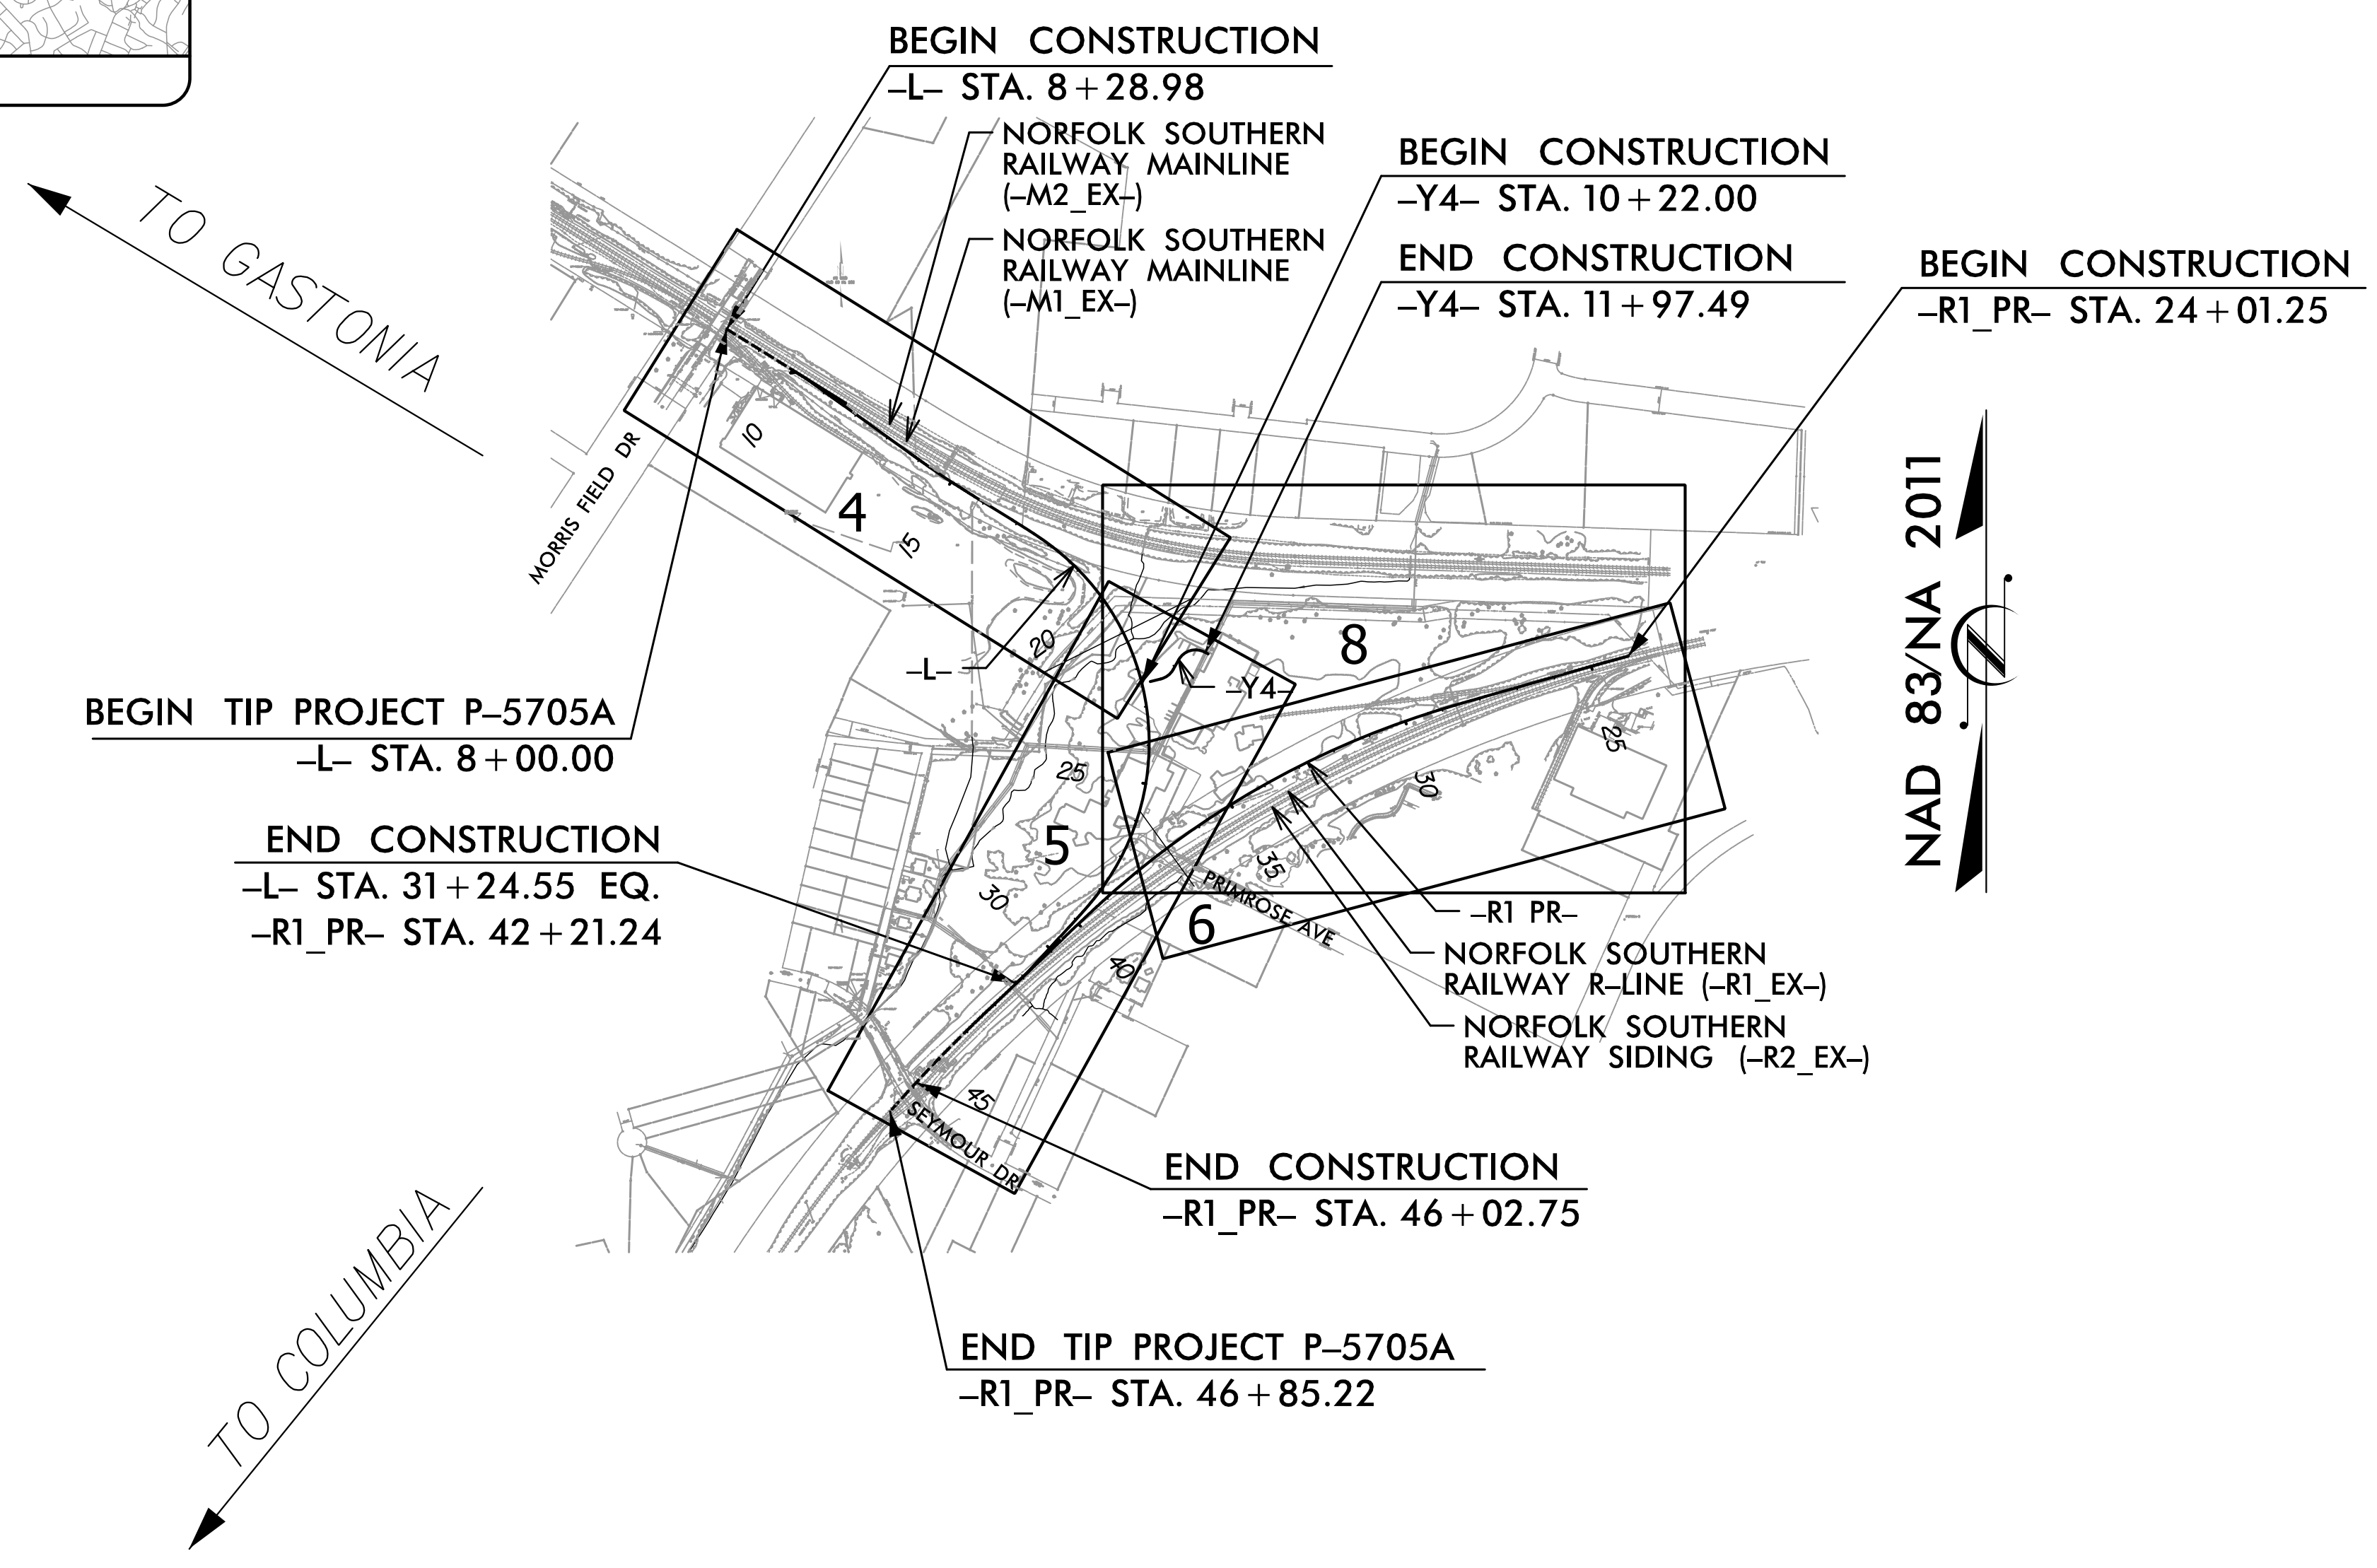 BEGIN CONSTRUCTION
–L– STA. 8+28.98
NORFOLK SOUTHERN
RAILWAY MAINLINE
(–M2_EX–)
NORFOLK SOUTHERN
RAILWAY MAINLINE
(–M1_EX–)
BEGIN CONSTRUCTION
–Y4– STA. 10+22.00
END CONSTRUCTION
–Y4– STA. 11+97.49
BEGIN CONSTRUCTION
–R1_PR– STA. 24+01.25
TO GASTONIA
MORRIS FIELD DR
10
4
15
20
–L–
–Y4–
8
NAD 83/NA 2011
BEGIN TIP PROJECT P–5705A
–L– STA. 8+00.00
25
25
30
5
35
30
END CONSTRUCTION
–L– STA. 31+24.55 EQ.
–R1_PR– STA. 42+21.24
PRIMROSE AVE
6
40
–R1 PR–
NORFOLK SOUTHERN
RAILWAY R–LINE (–R1_EX–)
NORFOLK SOUTHERN
RAILWAY SIDING (–R2_EX–)
45
SEYMOUR DR
END CONSTRUCTION
–R1_PR– STA. 46+02.75
TO COLUMBIA
END TIP PROJECT P–5705A
–R1_PR– STA. 46+85.22